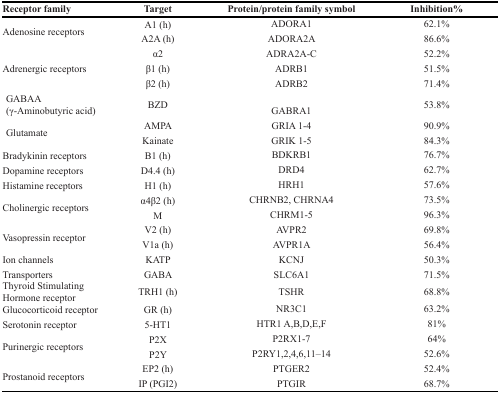 Receptor family Target Protein/protein family symbol Inhibition%
Adenosine receptors A1 (h) ADORA1 62.1%
A2A (h) ADORA2A 86.6%
Adrenergic receptors α2 ADRA2A-C 52.2%
β1 (h) ADRB1 51.5%
β2 (h) ADRB2 71.4%
GABAA
(γ-Aminobutyric acid) BZD GABRA1 53.8%
Glutamate AMPA GRIA 1-4 90.9%
Kainate GRIK 1-5 84.3%
Bradykinin receptors B1 (h) BDKRB1 76.7%
Dopamine receptors D4.4 (h) DRD4 62.7%
Histamine receptors H1 (h) HRH1 57.6%
Cholinergic receptors α4β2 (h) CHRNB2, CHRNA4 73.5%
M CHRM1-5 96.3%
Vasopressin receptor V2 (h) AVPR2 69.8%
V1a (h) AVPR1A 56.4%
Ion channels KATP KCNJ 50.3%
Transporters GABA SLC6A1 71.5%
Thyroid Stimulating
Hormone receptor TRH1 (h) TSHR 68.8%
Glucocorticoid receptor GR (h) NR3C1 63.2%
Serotonin receptor 5-HT1 HTR1 A,B,D,E,F 81%
Purinergic receptors P2X P2RX1-7 64%
P2Y P2RY1,2,4,6,11–14 52.6%
Prostanoid receptors EP2 (h) PTGER2 52.4%
IP (PGI2) PTGIR 68.7%